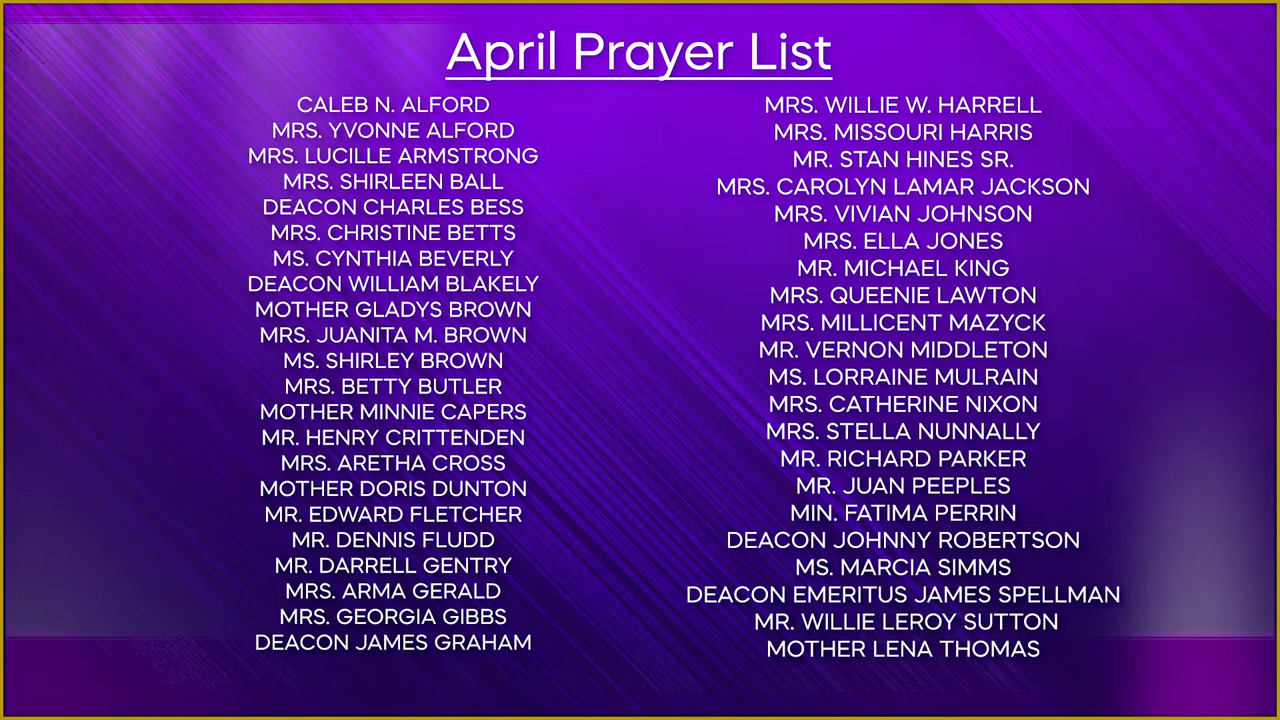 April Prayer List
CALEB N. ALFORD
MRS. YVONNE ALFORD
MRS. LUCILLE ARMSTRONG
MRS. SHIRLEEN BALL
DEACON CHARLES BESS
MRS. CHRISTINE BETTS
MS. CYNTHIA BEVERLY
DEACON WILLIAM BLAKELY
MOTHER GLADYS BROWN
MRS. JUANITA M. BROWN
MS. SHIRLEY BROWN
MRS. BETTY BUTLER
MOTHER MINNIE CAPERS
MR. HENRY CRITTENDEN
MRS. ARETHA CROSS
MOTHER DORIS DUNTON
MR. EDWARD FLETCHER
MR. DENNIS FLUDD
MR. DARRELL GENTRY
MRS. ARMA GERALD
MRS. GEORGIA GIBBS
DEACON JAMES GRAHAM
MRS. WILLIE W. HARRELL
MRS. MISSOURI HARRIS
MR. STAN HINES SR.
MRS. CAROLYN LAMAR JACKSON
MRS. VIVIAN JOHNSON
MRS. ELLA JONES
MR. MICHAEL KING
MRS. QUEENIE LAWTON
MRS. MILLICENT MAZYCK
MR. VERNON MIDDLETON
MS. LORRAINE MULRAIN
MRS. CATHERINE NIXON
MRS. STELLA NUNNALLY
MR. RICHARD PARKER
MR. JUAN PEEPLES
MIN. FATIMA PERRIN
DEACON JOHNNY ROBERTSON
MS. MARCIA SIMMS
DEACON EMERITUS JAMES SPELLMAN
MR. WILLIE LEROY SUTTON
MOTHER LENA THOMAS